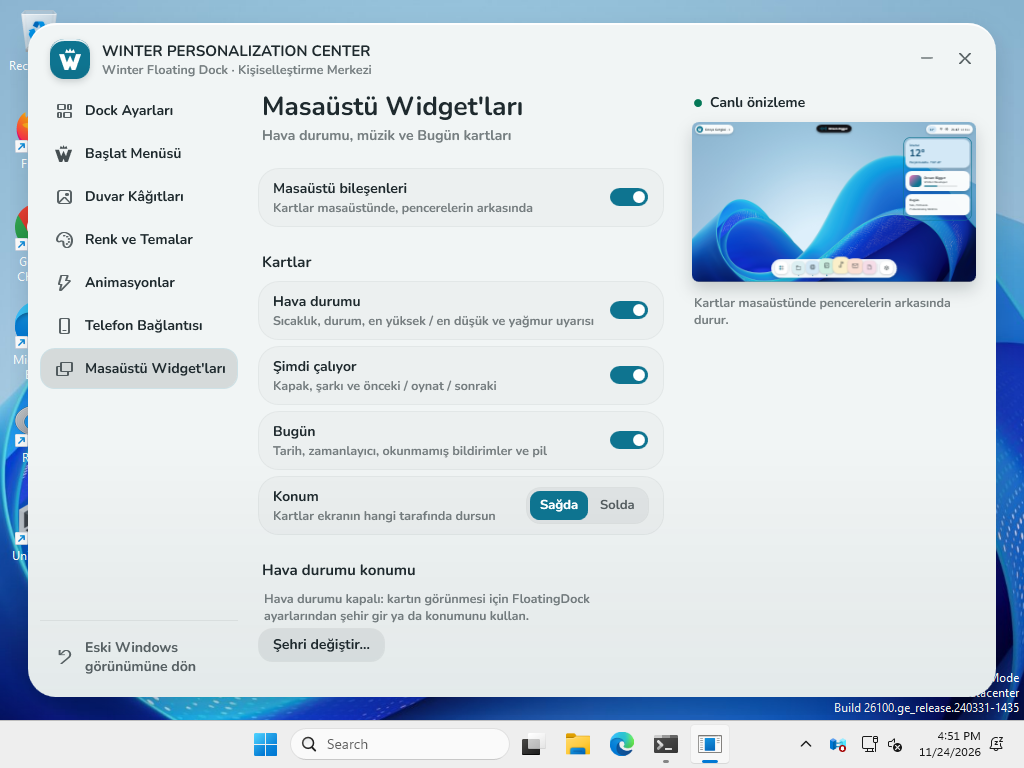 WINTER PERSONALIZATION CENTER
Winter Floating Dock · Kişiselleştirme Merkezi
Dock Ayarları
Başlat Menüsü
Duvar Kâğıtları
Renk ve Temalar
Animasyonlar
Telefon Bağlantısı
Masaüstü Widget'ları
Eski Windows
görünümüne dön
Masaüstü Widget'ları
Hava durumu, müzik ve Bugün kartları
Masaüstü bileşenleri
Kartlar masaüstünde, pencerelerin arkasında
Kartlar
Hava durumu
Sıcaklık, durum, en yüksek / en düşük ve yağmur uyarısı
Şimdi çalıyor
Kapak, şarkı ve önceki / oynat / sonraki
Bugün
Tarih, zamanlayıcı, okunmamış bildirimler ve pil
Konum
Kartlar ekranın hangi tarafında dursun
Sağda
Solda
Hava durumu konumu
Hava durumu kapalı: kartın görünmesi için FloatingDock
ayarlarından şehir gir ya da konumunu kullan.
Şehri değiştir...
Canlı önizleme
12°
Kartlar masaüstünde pencerelerin arkasında
durur.
Mode
Build 26100.ge_release.240331-1435
Search
4:51 PM
11/24/2026